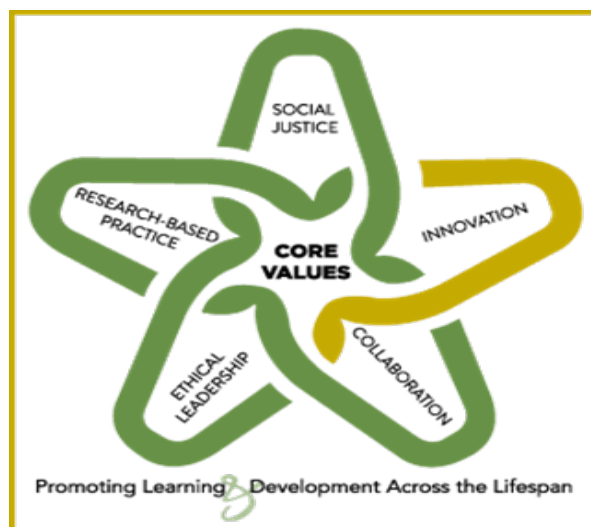 SOCIAL
JUSTICE
RESEARCH-BASED
PRACTICE
INNOVATION
CORE
VALUES
ETHICAL
LEADERSHIP
COLLABORATION
Promoting Learning & Development Across the Lifespan